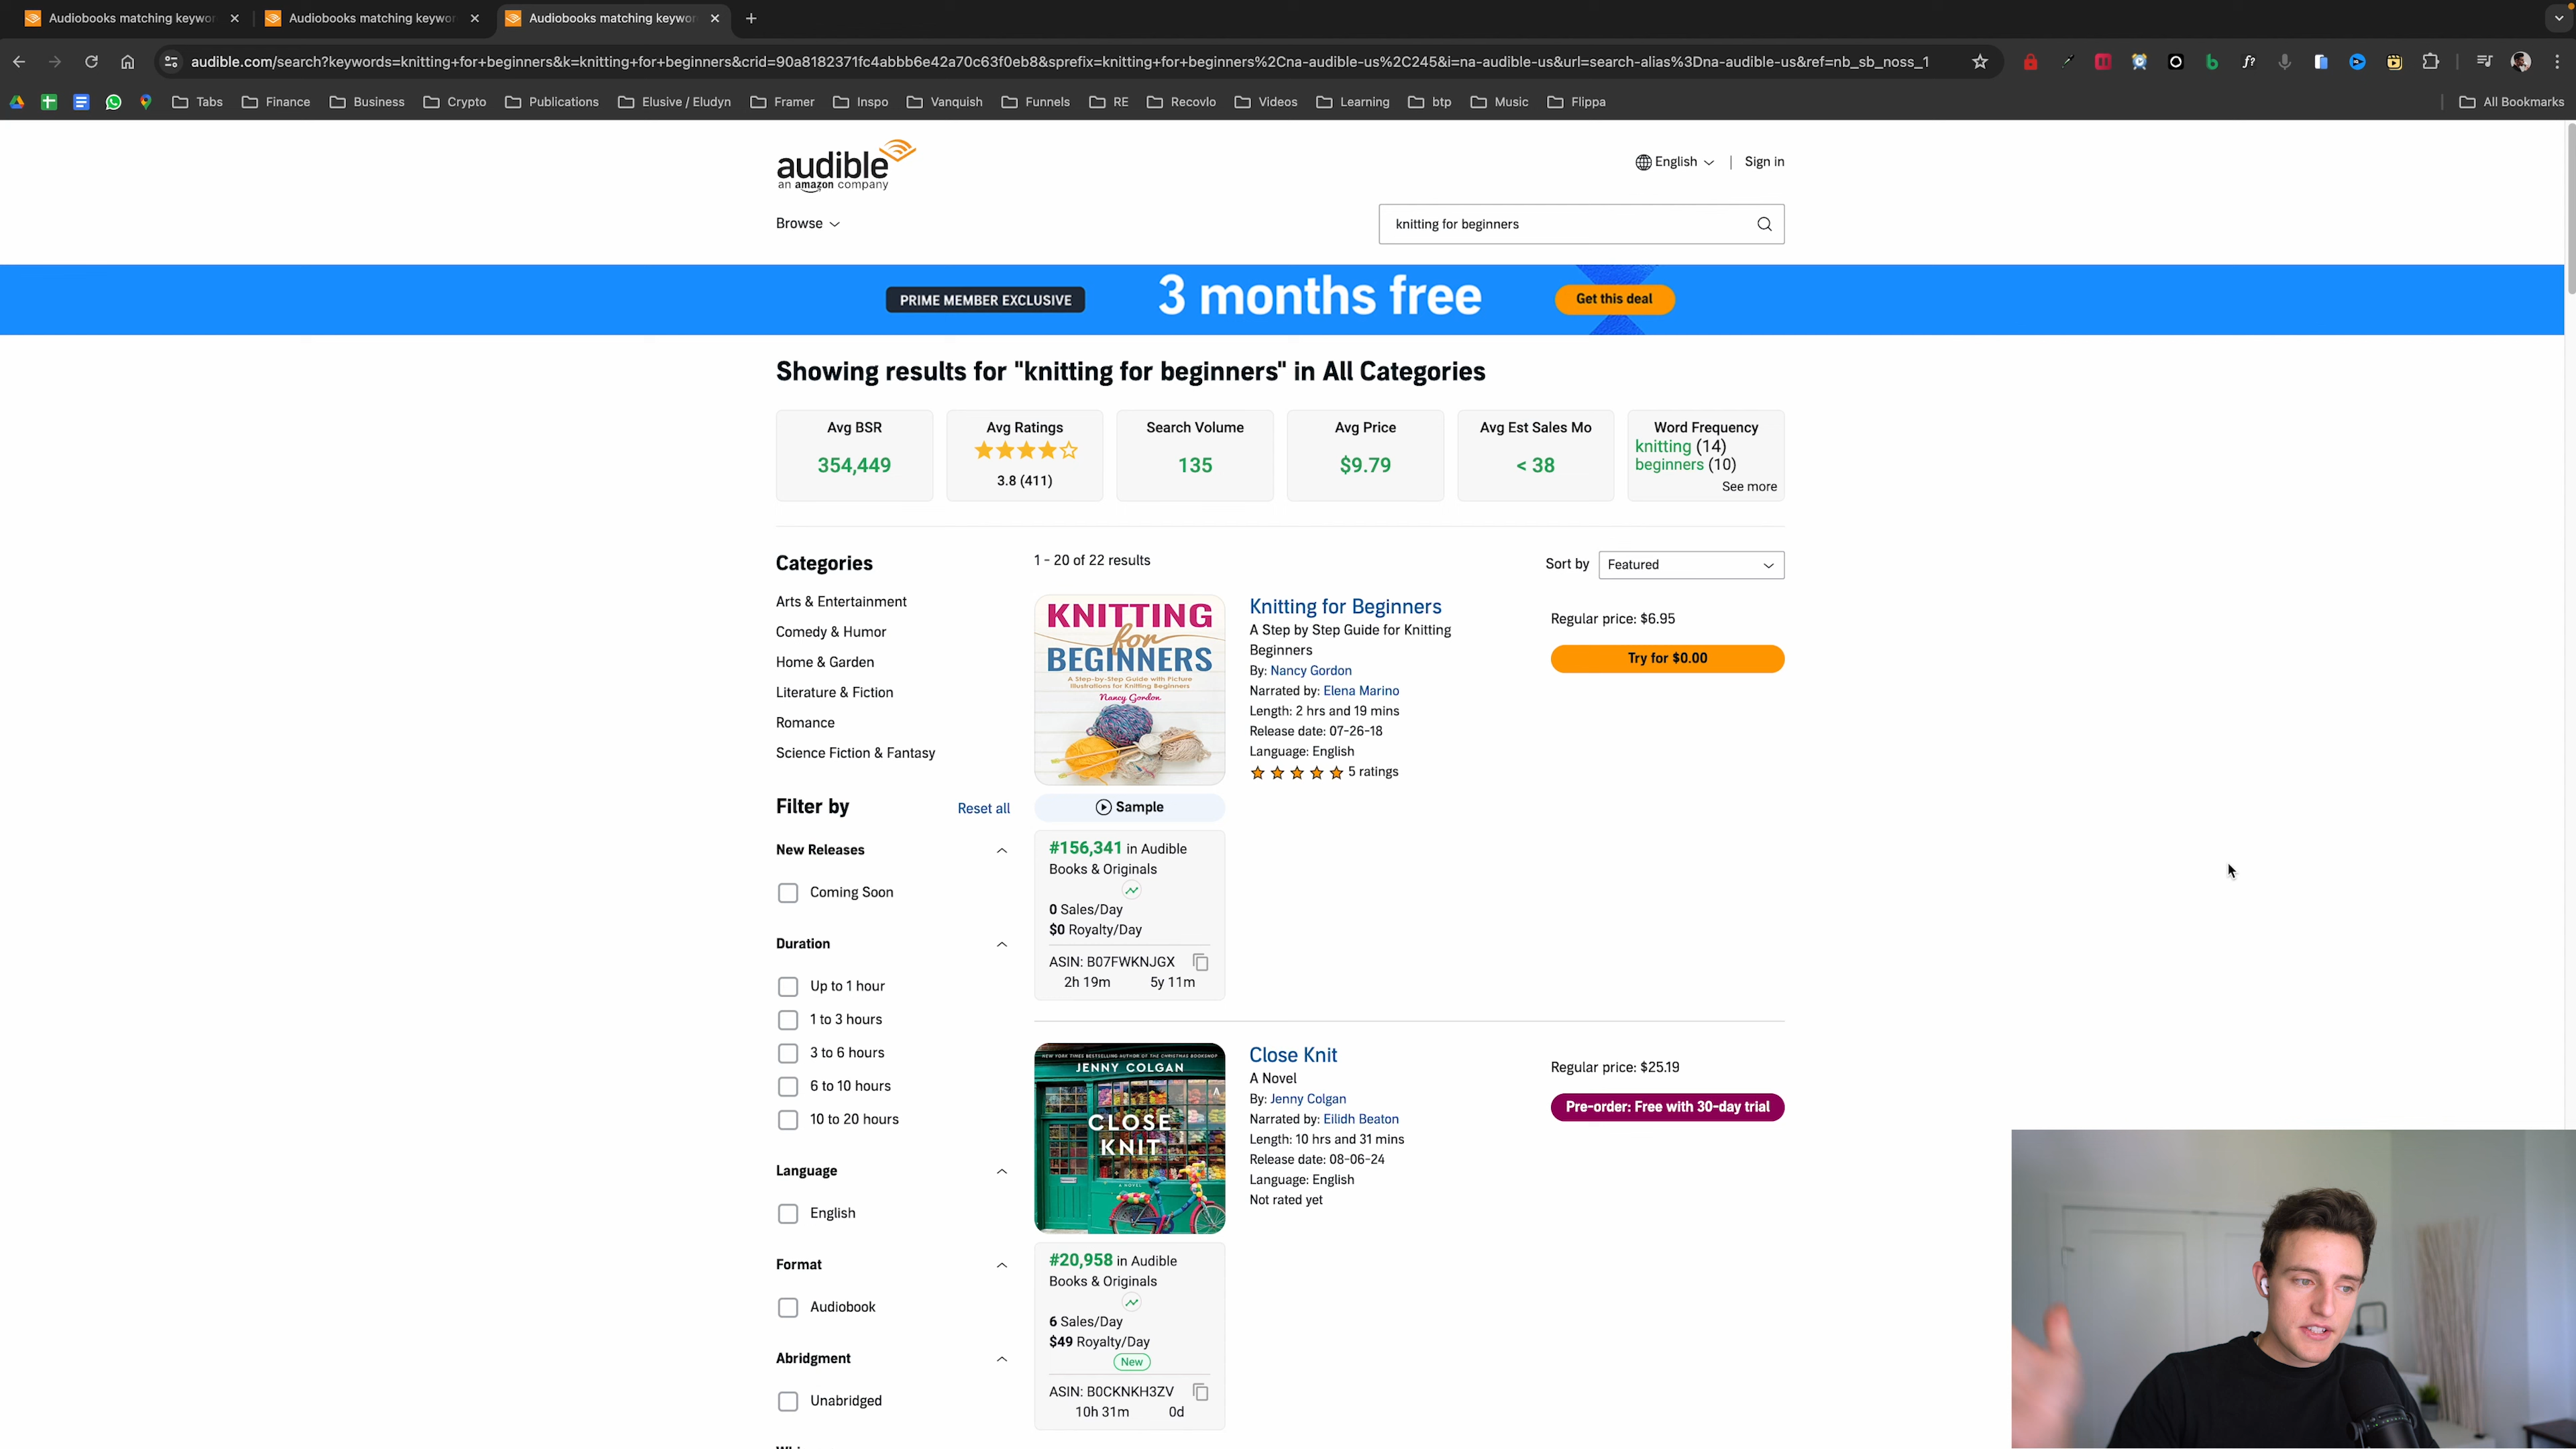 Audiobooks matching keywor
Audiobooks matching keywor
Audiobooks matching keywor
audible.com/search?keywords=knitting+for+beginners&k=knitting+for+beginners&crid=90a8182371fc4abbb6e42a70c63f0eb8&sprefix=knitting+for+beginners%2Cna-audible-us%2C245&i=na-audible-us&url=search-alias%3Dna-audible-us&ref=nb_sb_noss_1
Tabs Finance Business Crypto Publications Elusive / Eludyn Framer Inspo Vanquish Funnels RE Recovlo Videos Learning btp Music Flippa All Bookmarks
audible
an amazon company
English | Sign in
Browse
knitting for beginners
PRIME MEMBER EXCLUSIVE 3 months free Get this deal
Showing results for "knitting for beginners" in All Categories
Avg BSR
354,449
Avg Ratings
3.8 (411)
Search Volume
135
Avg Price
$9.79
Avg Est Sales Mo
< 38
Word Frequency
knitting (14)
beginners (10)
See more
Categories
Arts & Entertainment
Comedy & Humor
Home & Garden
Literature & Fiction
Romance
Science Fiction & Fantasy
Filter by Reset all
New Releases
Coming Soon
Duration
Up to 1 hour
1 to 3 hours
3 to 6 hours
6 to 10 hours
10 to 20 hours
Language
English
Format
Audiobook
Abridgment
Unabridged
1 - 20 of 22 results
Sort by Featured
KNITTING
for
BEGINNERS
A Step-by-Step Guide with Picture
Illustrations for Knitting Beginners
Nancy Gordon
Sample
#156,341 in Audible
Books & Originals
0 Sales/Day
$0 Royalty/Day
ASIN: B07FWKNJGX
2h 19m 5y 11m
Knitting for Beginners
A Step by Step Guide for Knitting
Beginners
By: Nancy Gordon
Narrated by: Elena Marino
Length: 2 hrs and 19 mins
Release date: 07-26-18
Language: English
5 ratings
Regular price: $6.95
Try for $0.00
NEW YORK TIMES BESTSELLING AUTHOR OF THE CHRISTMAS BOOKSHOP
JENNY COLGAN
CLOSE
KNIT
A NOVEL
#20,958 in Audible
Books & Originals
6 Sales/Day
$49 Royalty/Day
New
ASIN: B0CKNKH3ZV
10h 31m 0d
Close Knit
A Novel
By: Jenny Colgan
Narrated by: Eilidh Beaton
Length: 10 hrs and 31 mins
Release date: 08-06-24
Language: English
Not rated yet
Regular price: $25.19
Pre-order: Free with 30-day trial